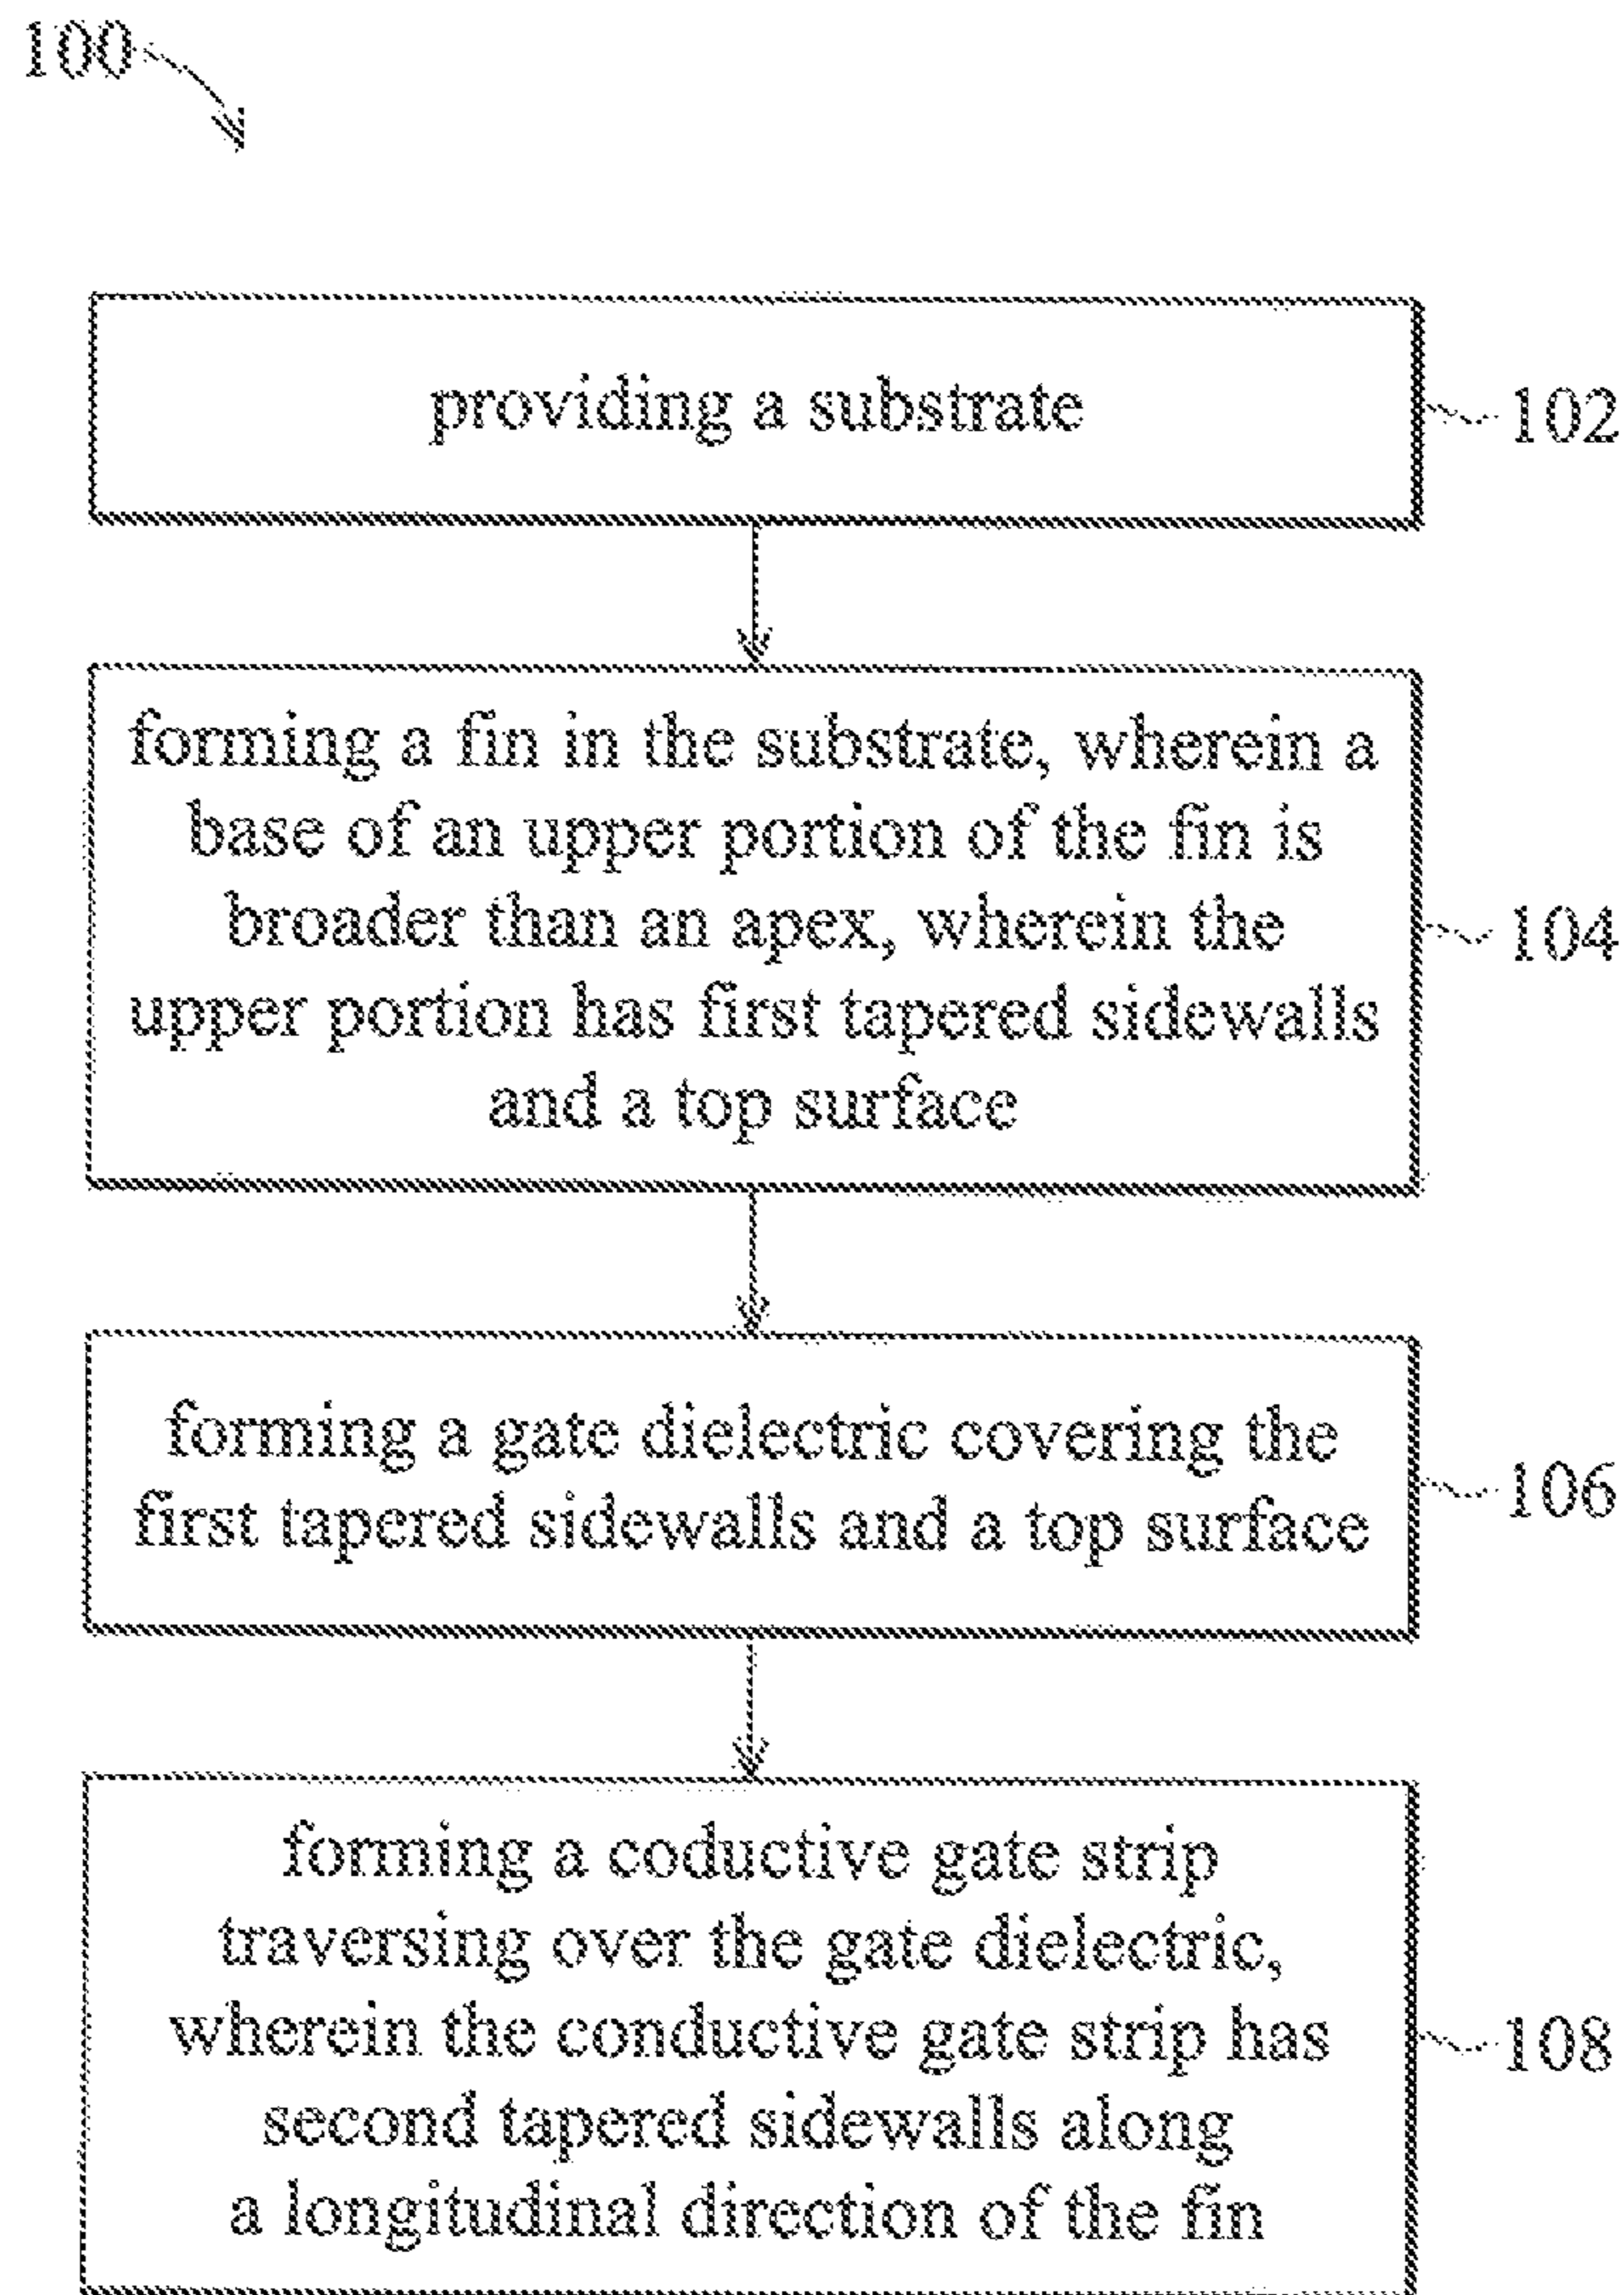 100
providing a substrate
102
forming a fin in the substrate, wherein a
base of an upper portion of the fin is
broader than an apex, wherein the
upper portion has first tapered sidewalls
and a top surface
104
forming a gate dielectric covering the
first tapered sidewalls and a top surface
106
forming a coductive gate strip
traversing over the gate dielectric,
wherein the conductive gate strip has
second tapered sidewalls along
a longitudinal direction of the fin
108